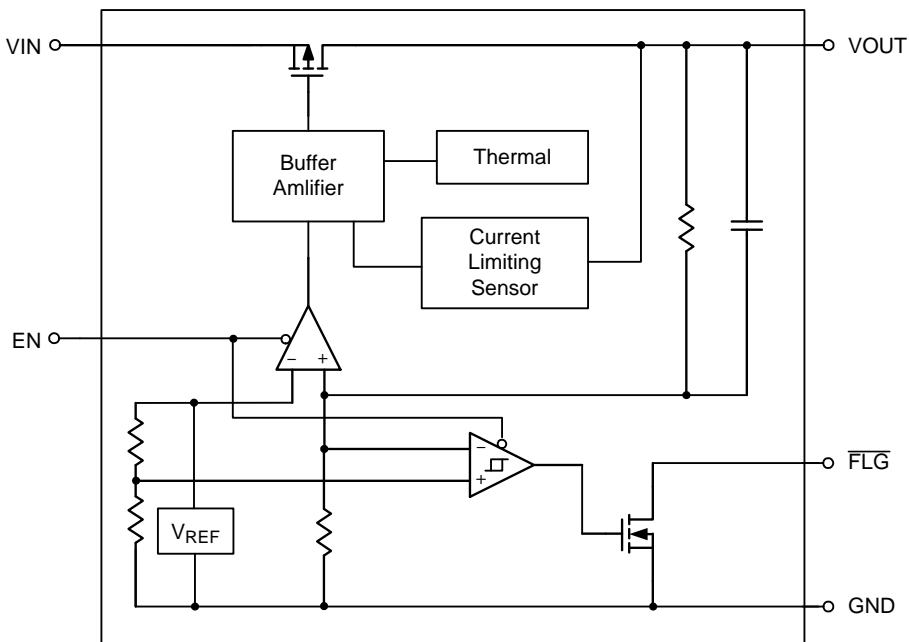 VIN
VOUT
Buffer
Amlifier
Thermal
Current
Limiting
Sensor
EN
−
+
−
+
FLG
VREF
GND